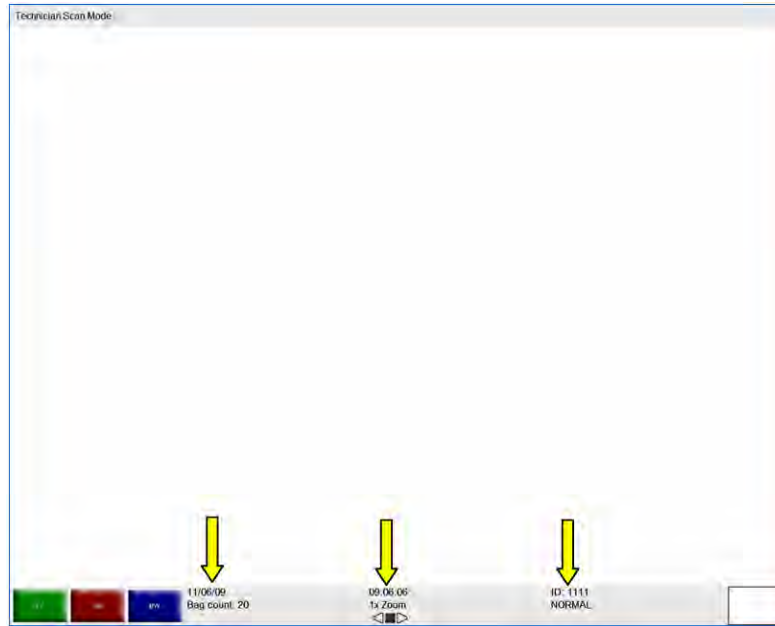 Technician Scan Mode
11/06/09
Bag count: 20
09:06:06
1x Zoom
ID: 1111
NORMAL